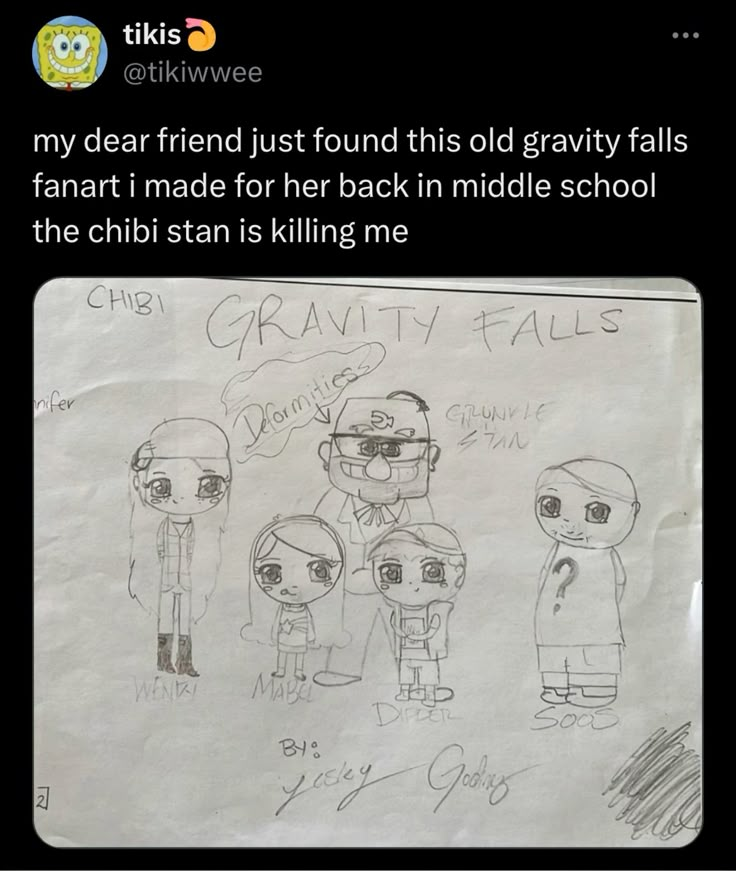 tikis
@tikiwwee
my dear friend just found this old gravity falls
fanart i made for her back in middle school
the chibi stan is killing me
CHIBI
GRAVITY FALLS
nifer
Deformities
GRUNKLE
STAN
?
WENDY
MABEL
DIPPER
SOOS
BY:
2